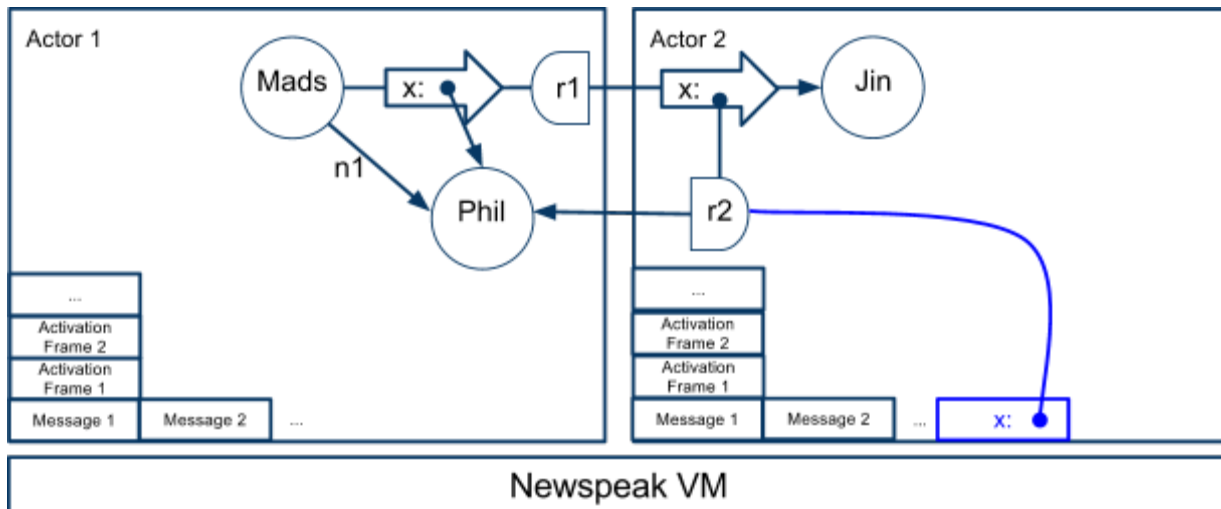 Actor 1
Mads
x:
r1
n1
Phil
...
Activation
Frame 2
Activation
Frame 1
Message 1
Message 2
...
Actor 2
x:
Jin
r2
...
Activation
Frame 2
Activation
Frame 1
Message 1
Message 2
...
x:
Newspeak VM